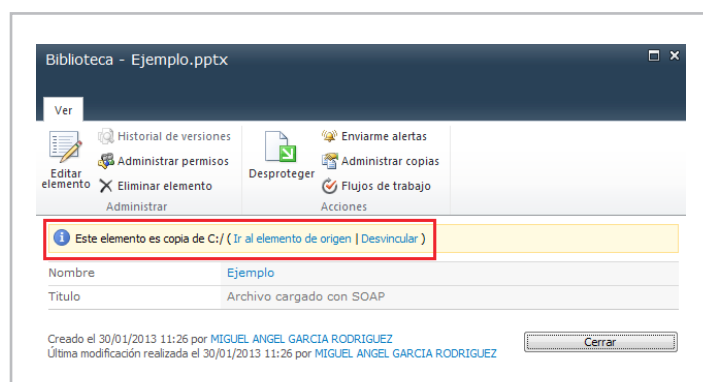 Biblioteca - Ejemplo.pptx
Ver
Editar elemento
Historial de versiones
Administrar permisos
Eliminar elemento
Administrar
Desproteger
Enviarme alertas
Administrar copias
Flujos de trabajo
Acciones
Este elemento es copia de C:/ ( Ir al elemento de origen | Desvincular )
Nombre Ejemplo
Titulo Archivo cargado con SOAP
Creado el 30/01/2013 11:26 por MIGUEL ANGEL GARCIA RODRIGUEZ
Última modificación realizada el 30/01/2013 11:26 por MIGUEL ANGEL GARCIA RODRIGUEZ
Cerrar